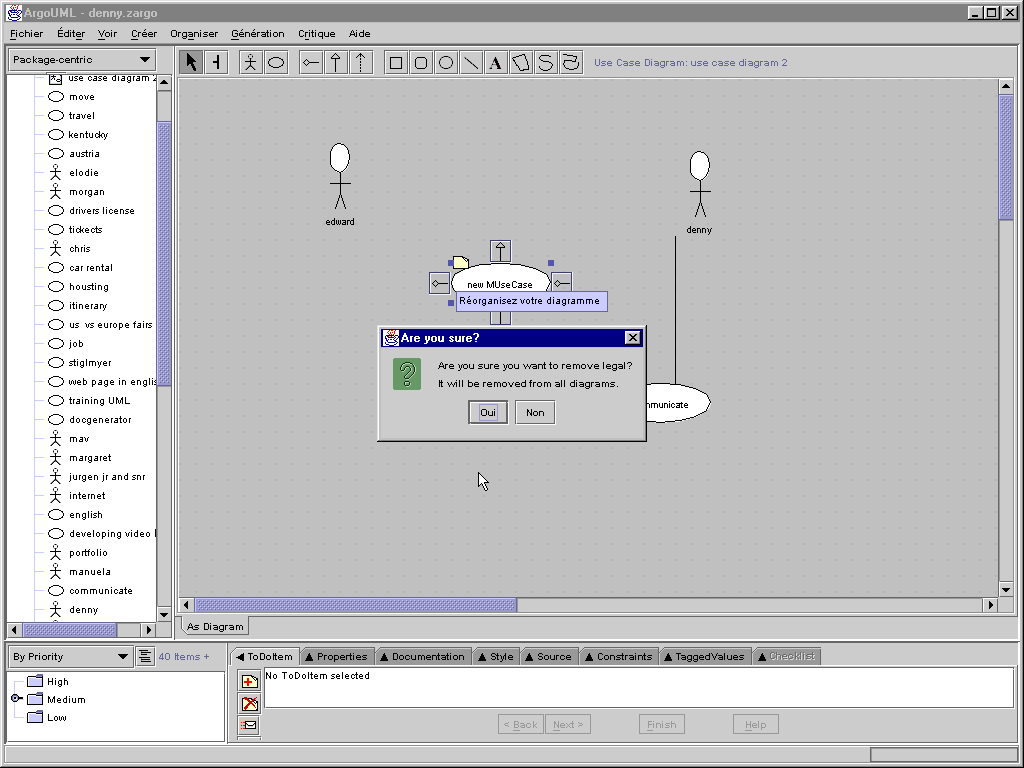 ArgoUML - denny.zargo
Fichier Éditer Voir Créer Organiser Génération Critique Aide
Package-centric
A
Use Case Diagram: use case diagram 2
use case diagram 2
move
travel
kentucky
austria
elodie
morgan
drivers license
tickects
chris
car rental
housting
itinerary
us vs europe fairs
job
stiglmyer
web page in englis
training UML
docgenerator
mav
margaret
jurgen jr and snr
internet
english
developing video
portfolio
manuela
communicate
denny
edward
denny
new MUseCase
Réorganisez votre diagramme
Are you sure?
Are you sure you want to remove legal?
It will be removed from all diagrams.
Oui Non
mmunicate
As Diagram
By Priority
40 Items +
High
Medium
Low
ToDoItem Properties Documentation Style Source Constraints TaggedValues Checklist
No ToDoItem selected
< Back Next > Finish Help